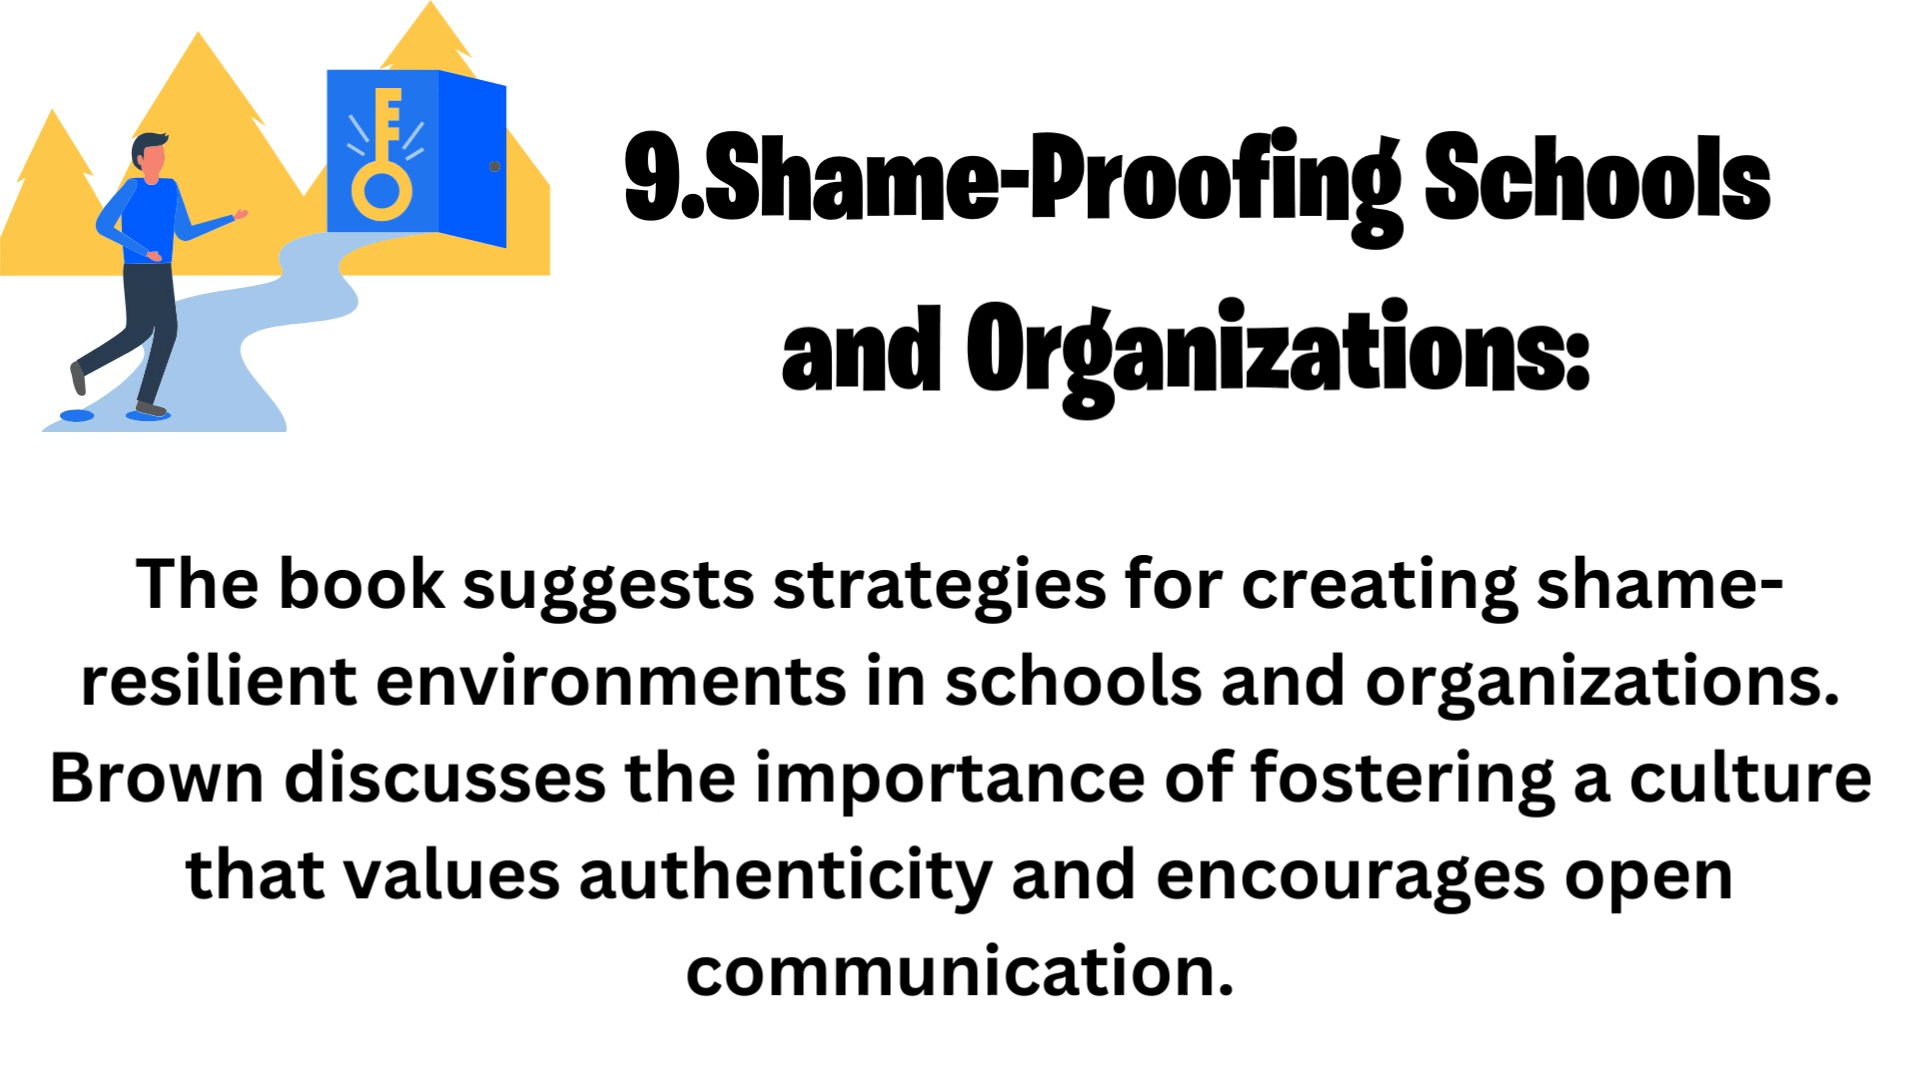 9.Shame-Proofing Schools
and Organizations:
The book suggests strategies for creating shame-
resilient environments in schools and organizations.
Brown discusses the importance of fostering a culture
that values authenticity and encourages open
communication.